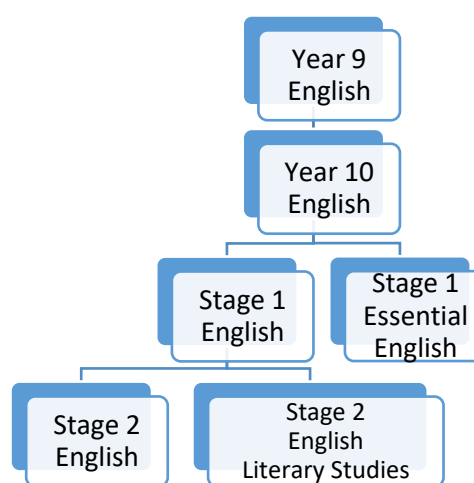 Year 9
English
Year 10
English
Stage 1
English
Stage 1
Essential
English
Stage 2
English
Stage 2
English
Literary Studies